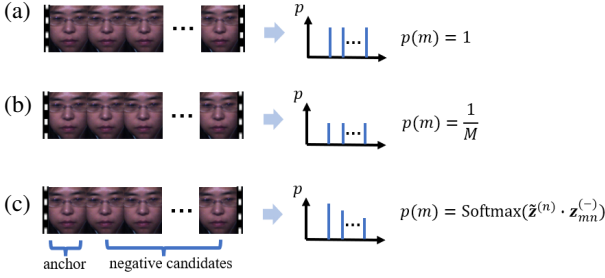 (a) ... p ... p(m) = 1
(b) ... p ... p(m) = 1/M
(c) ... p ... p(m) = Softmax(z̃^(n) · z_mn^(−))
anchor negative candidates